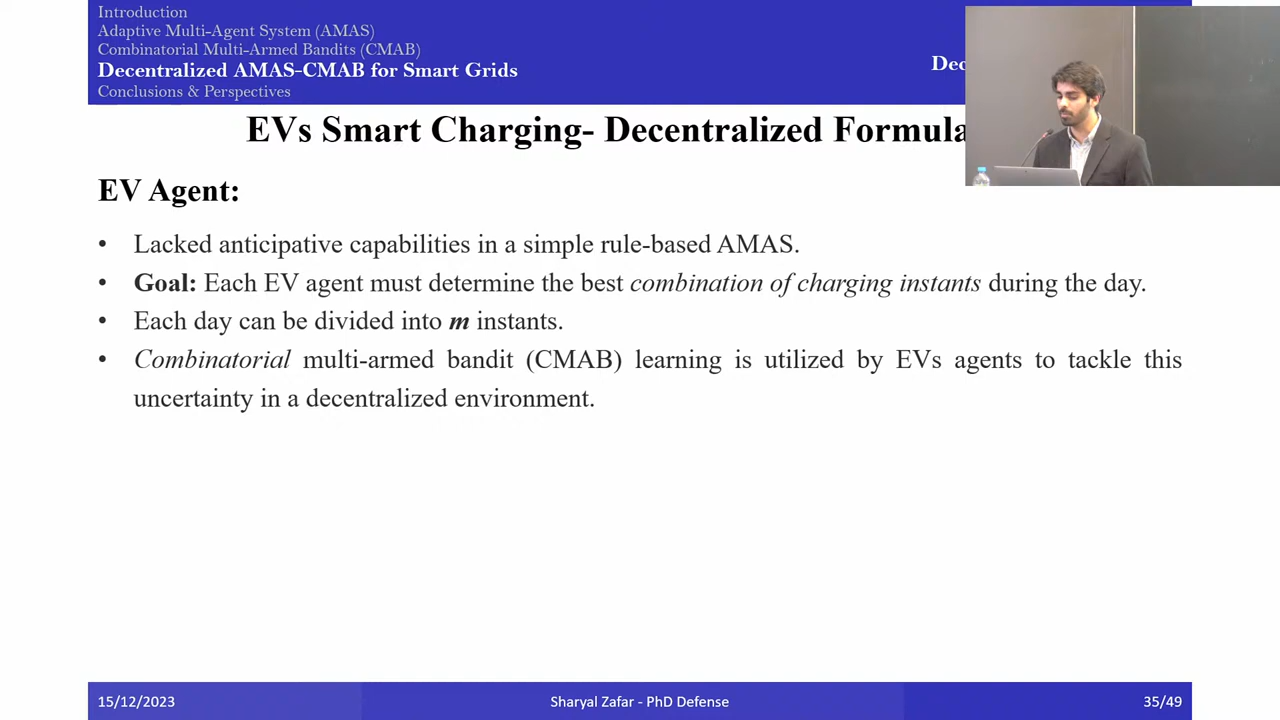 Introduction
Adaptive Multi-Agent System (AMAS)
Combinatorial Multi-Armed Bandits (CMAB)
Decentralized AMAS-CMAB for Smart Grids
Conclusions & Perspectives
EVs Smart Charging- Decentralized
EV Agent:
• Lacked anticipative capabilities in a simple rule-based AMAS.
• Goal: Each EV agent must determine the best combination of charging instants during the day.
• Each day can be divided into m instants.
• Combinatorial multi-armed bandit (CMAB) learning is utilized by EVs agents to tackle this
uncertainty in a decentralized environment.
15/12/2023
Sharyal Zafar - PhD Defense
35/49